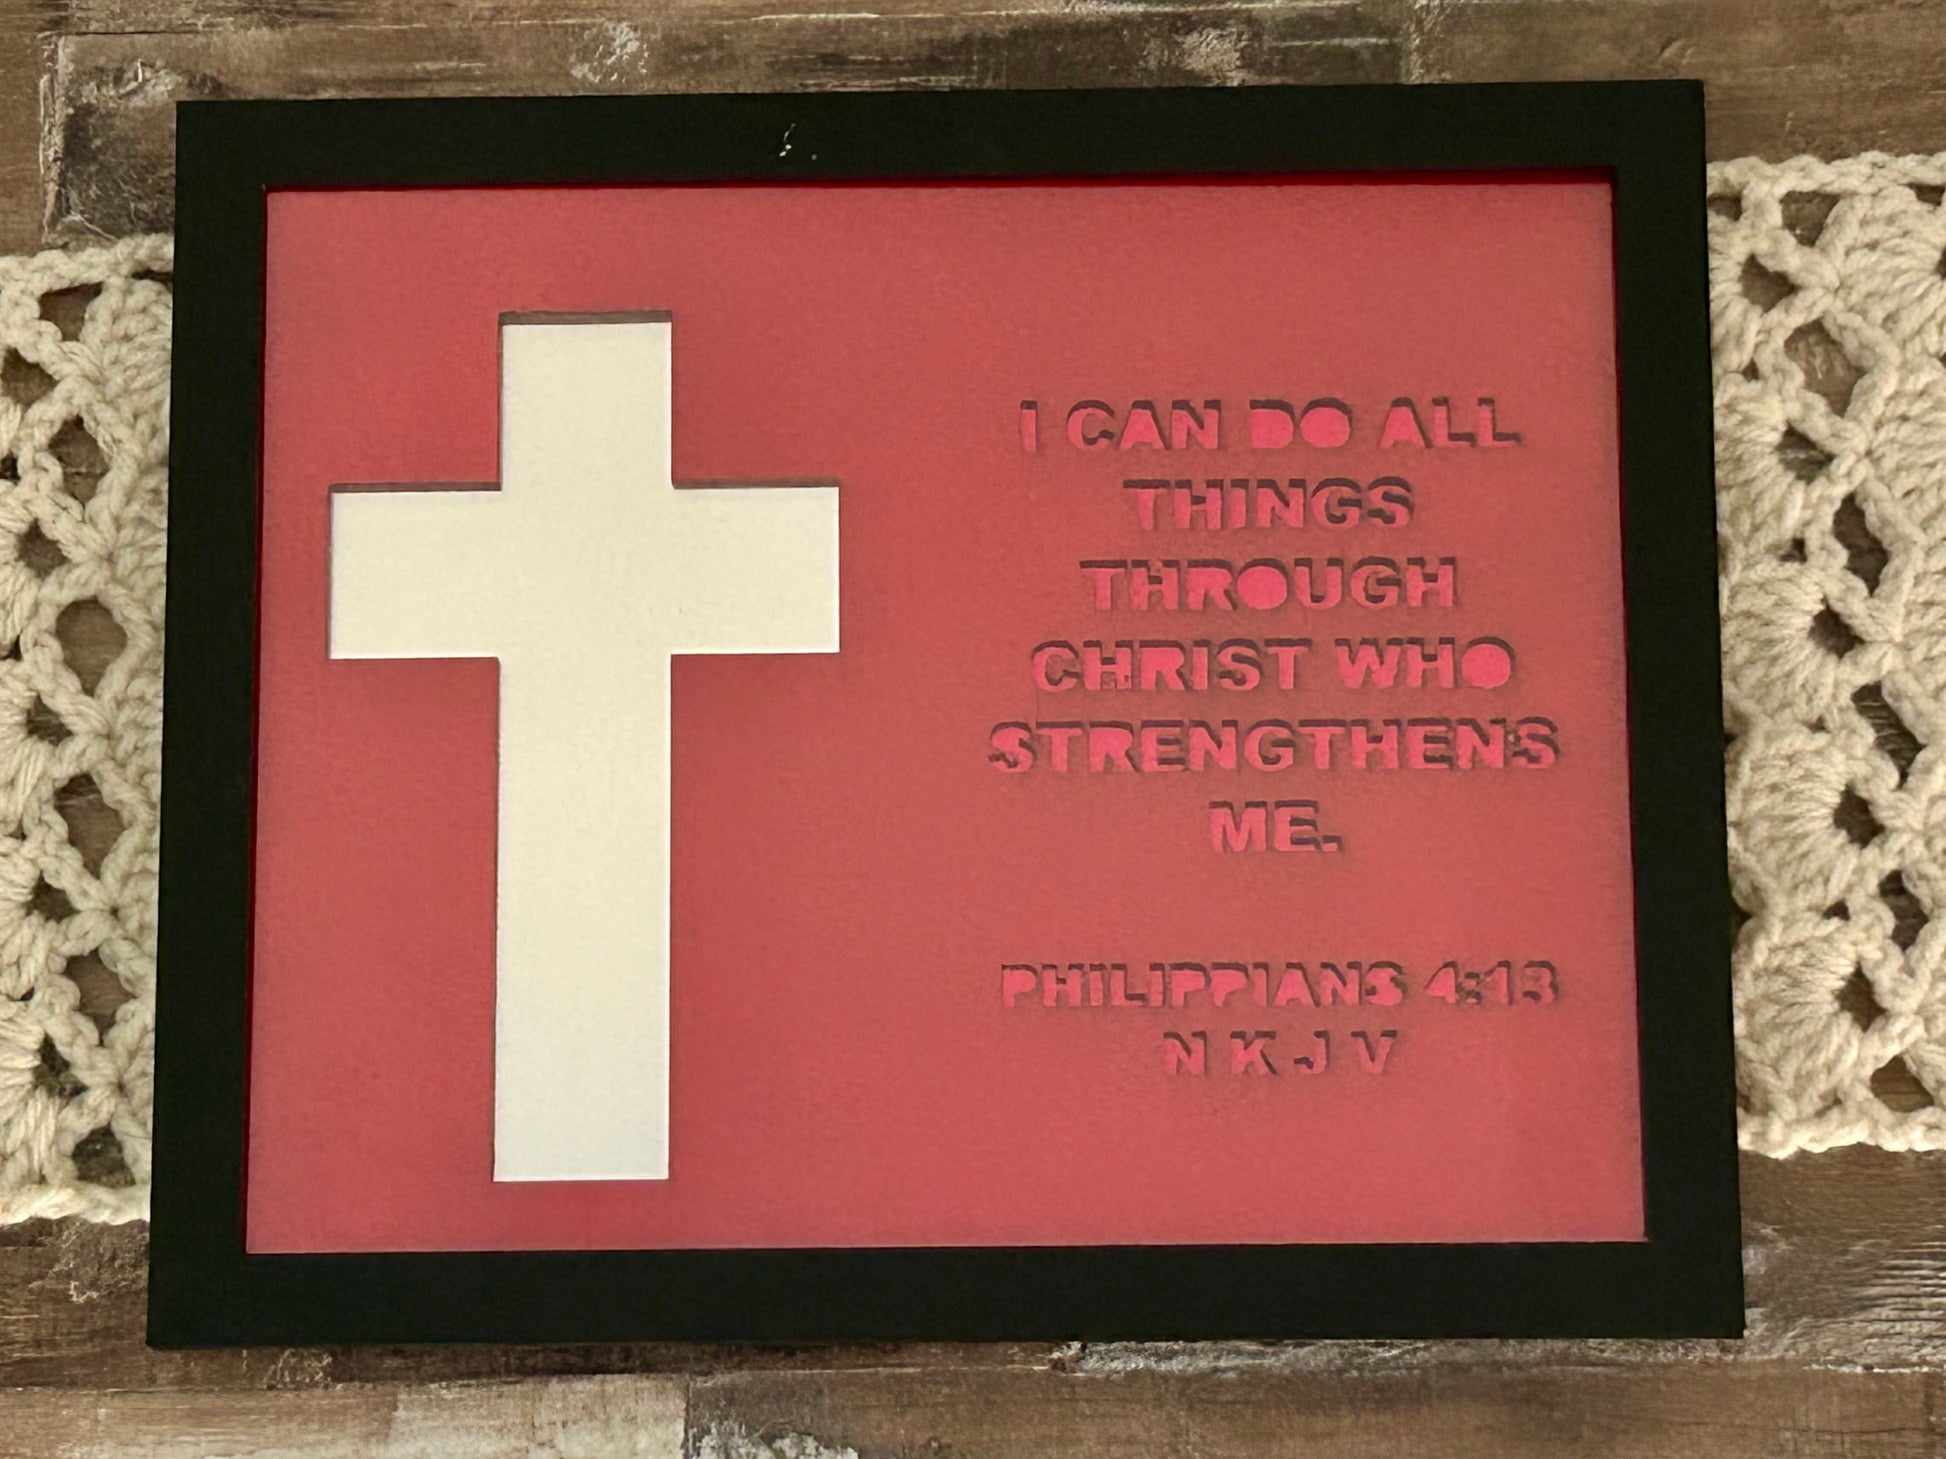 I CAN DO ALL
THINGS
THROUGH
CHRIST WHO
STRENGTHENS
ME.
PHILIPPIANS 4:13
N K J V